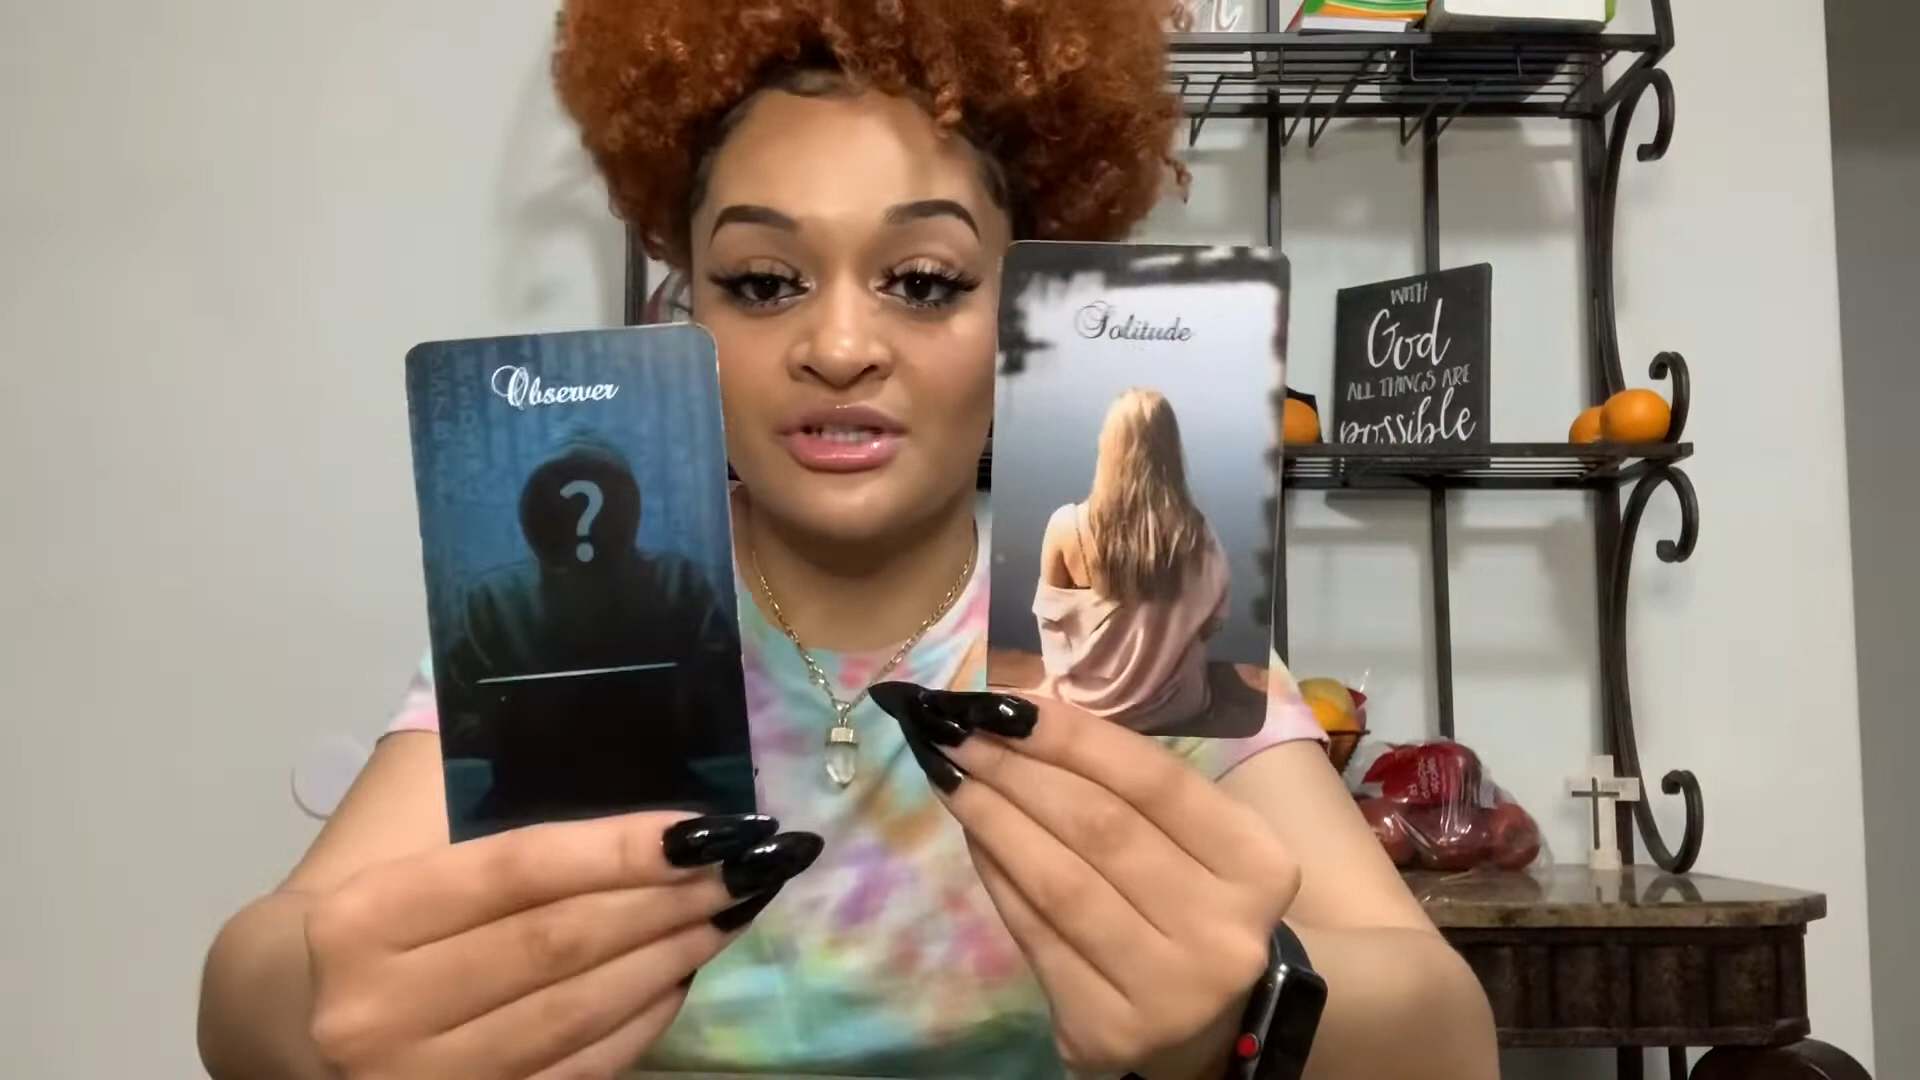 Observer
?
Solitude
WITH
God
ALL THINGS ARE
possible